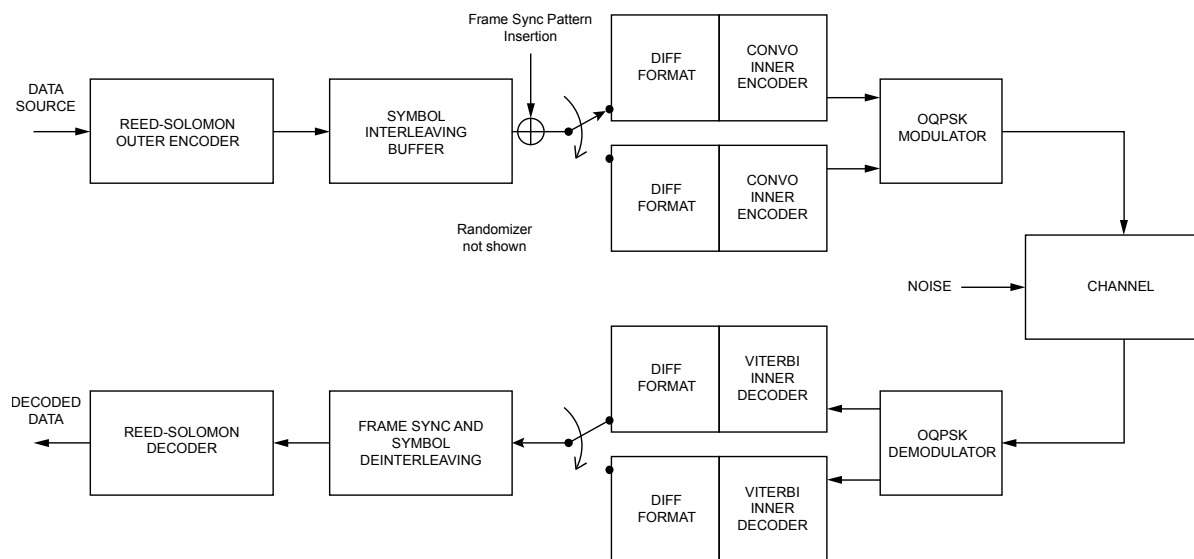 Frame Sync Pattern
Insertion
DATA
SOURCE
REED-SOLOMON
OUTER ENCODER
SYMBOL
INTERLEAVING
BUFFER
DIFF
FORMAT
CONVO
INNER
ENCODER
DIFF
FORMAT
CONVO
INNER
ENCODER
OQPSK
MODULATOR
Randomizer
not shown
NOISE
CHANNEL
DECODED
DATA
REED-SOLOMON
DECODER
FRAME SYNC AND
SYMBOL
DEINTERLEAVING
DIFF
FORMAT
VITERBI
INNER
DECODER
DIFF
FORMAT
VITERBI
INNER
DECODER
OQPSK
DEMODULATOR